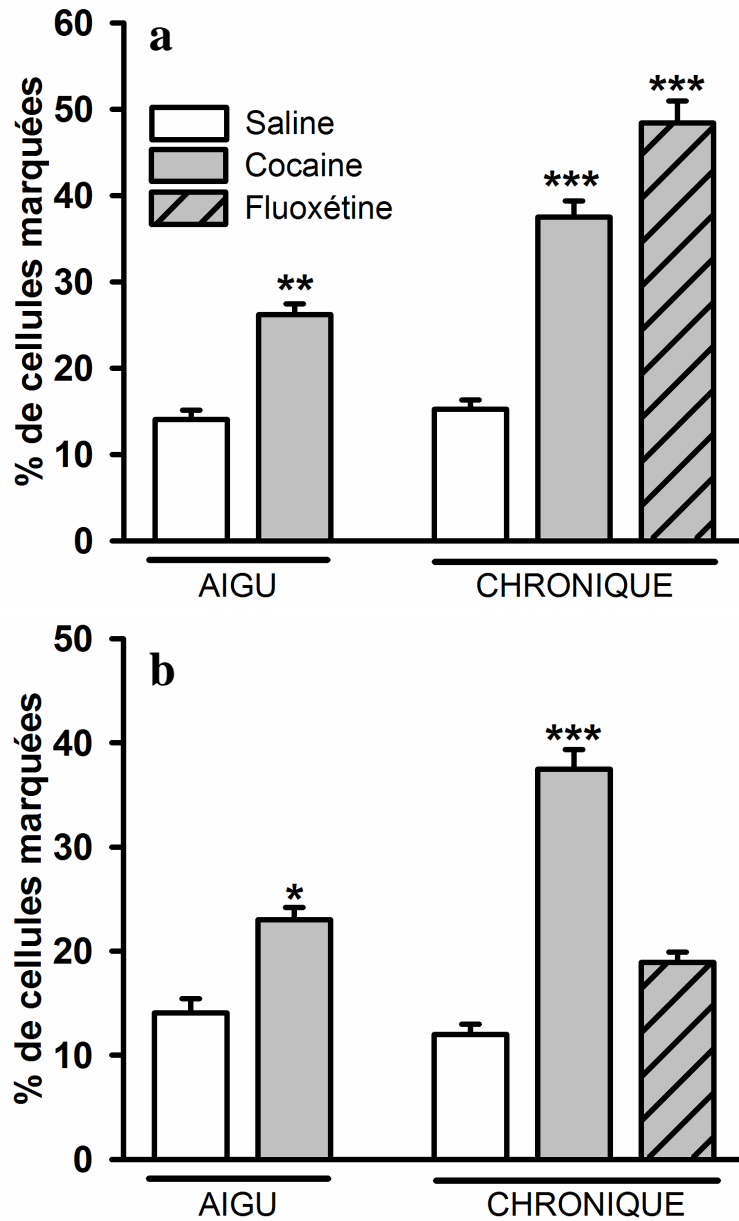 a
% de cellules marquées
60
50
40
30
20
10
0
Saline
Cocaine
Fluoxétine
**
***
***
AIGU
CHRONIQUE
b
% de cellules marquées
50
40
30
20
10
0
*
***
AIGU
CHRONIQUE